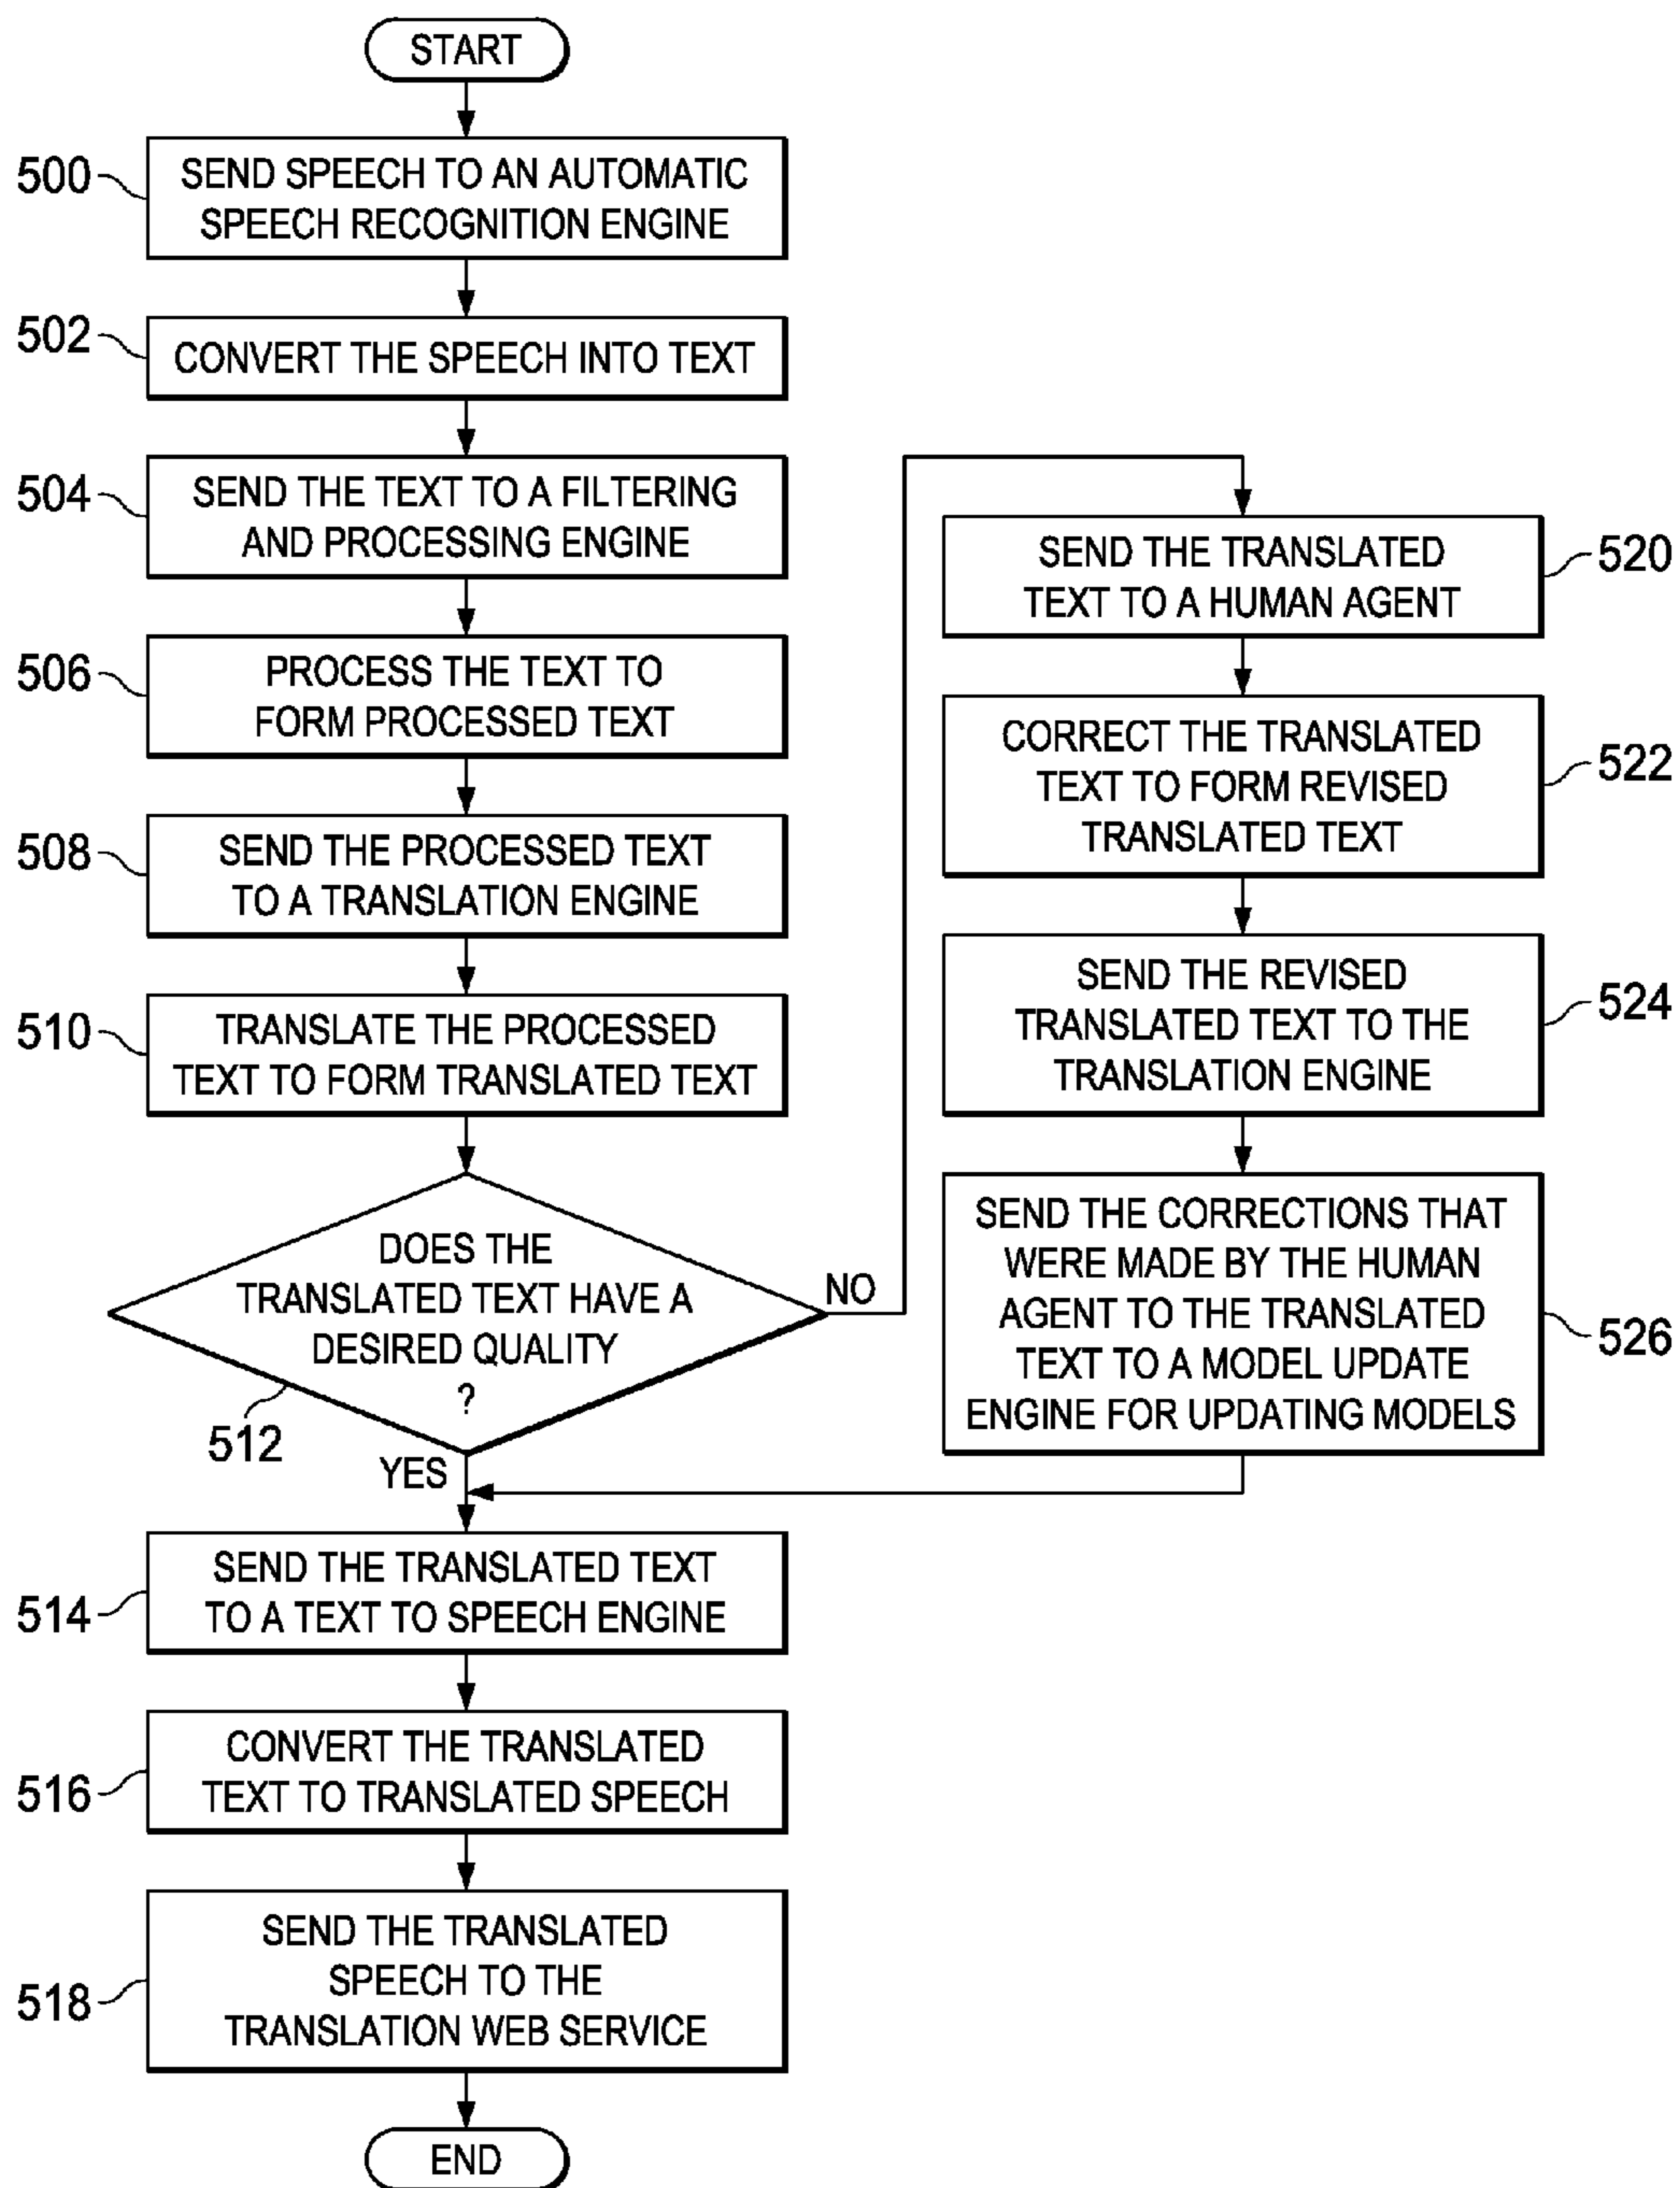 START
500
SEND SPEECH TO AN AUTOMATIC
SPEECH RECOGNITION ENGINE
502
CONVERT THE SPEECH INTO TEXT
504
SEND THE TEXT TO A FILTERING
AND PROCESSING ENGINE
506
PROCESS THE TEXT TO
FORM PROCESSED TEXT
508
SEND THE PROCESSED TEXT
TO A TRANSLATION ENGINE
510
TRANSLATE THE PROCESSED
TEXT TO FORM TRANSLATED TEXT
DOES THE
TRANSLATED TEXT HAVE A
DESIRED QUALITY
?
512
NO
YES
514
SEND THE TRANSLATED TEXT
TO A TEXT TO SPEECH ENGINE
516
CONVERT THE TRANSLATED
TEXT TO TRANSLATED SPEECH
518
SEND THE TRANSLATED
SPEECH TO THE
TRANSLATION WEB SERVICE
END
SEND THE TRANSLATED
TEXT TO A HUMAN AGENT
520
CORRECT THE TRANSLATED
TEXT TO FORM REVISED
TRANSLATED TEXT
522
SEND THE REVISED
TRANSLATED TEXT TO THE
TRANSLATION ENGINE
524
SEND THE CORRECTIONS THAT
WERE MADE BY THE HUMAN
AGENT TO THE TRANSLATED
TEXT TO A MODEL UPDATE
ENGINE FOR UPDATING MODELS
526